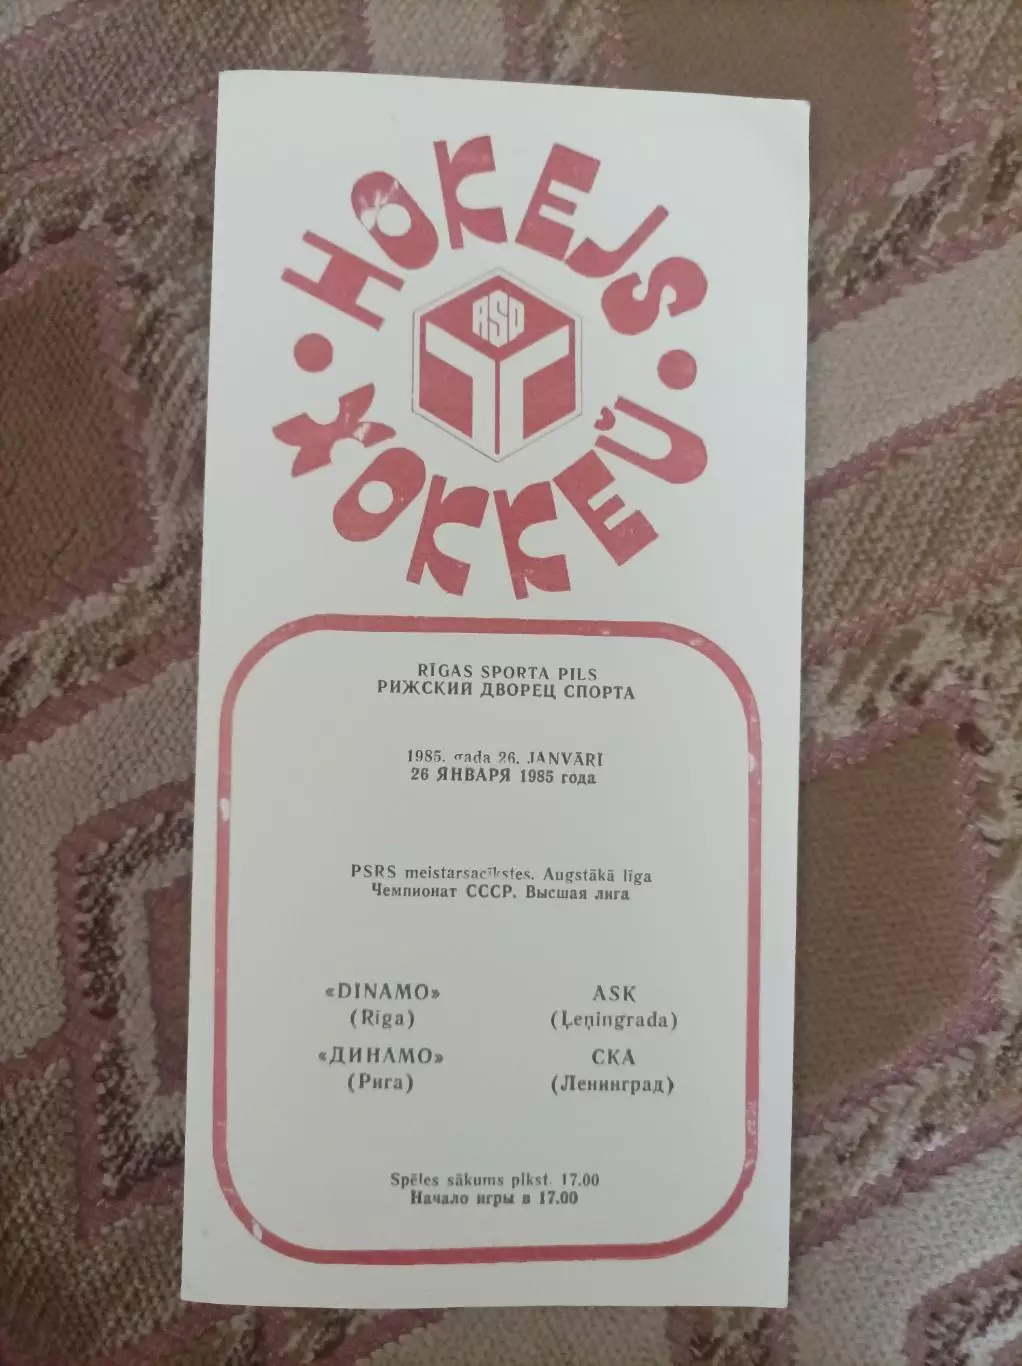 HOKEJS
RSD
ХОККЕЙ
RĪGAS SPORTA PILS
РИЖСКИЙ ДВОРЕЦ СПОРТА
1985. gada 26. JANVĀRĪ
26 ЯНВАРЯ 1985 года
PSRS meistarsacīkstes. Augstākā līga
Чемпионат СССР. Высшая лига
«DINAMO»
(Rīga)
«ДИНАМО»
(Рига)
ASK
(Ļeņingrada)
СКА
(Ленинград)
Spēles sākums plkst. 17.00
Начало игры в 17.00